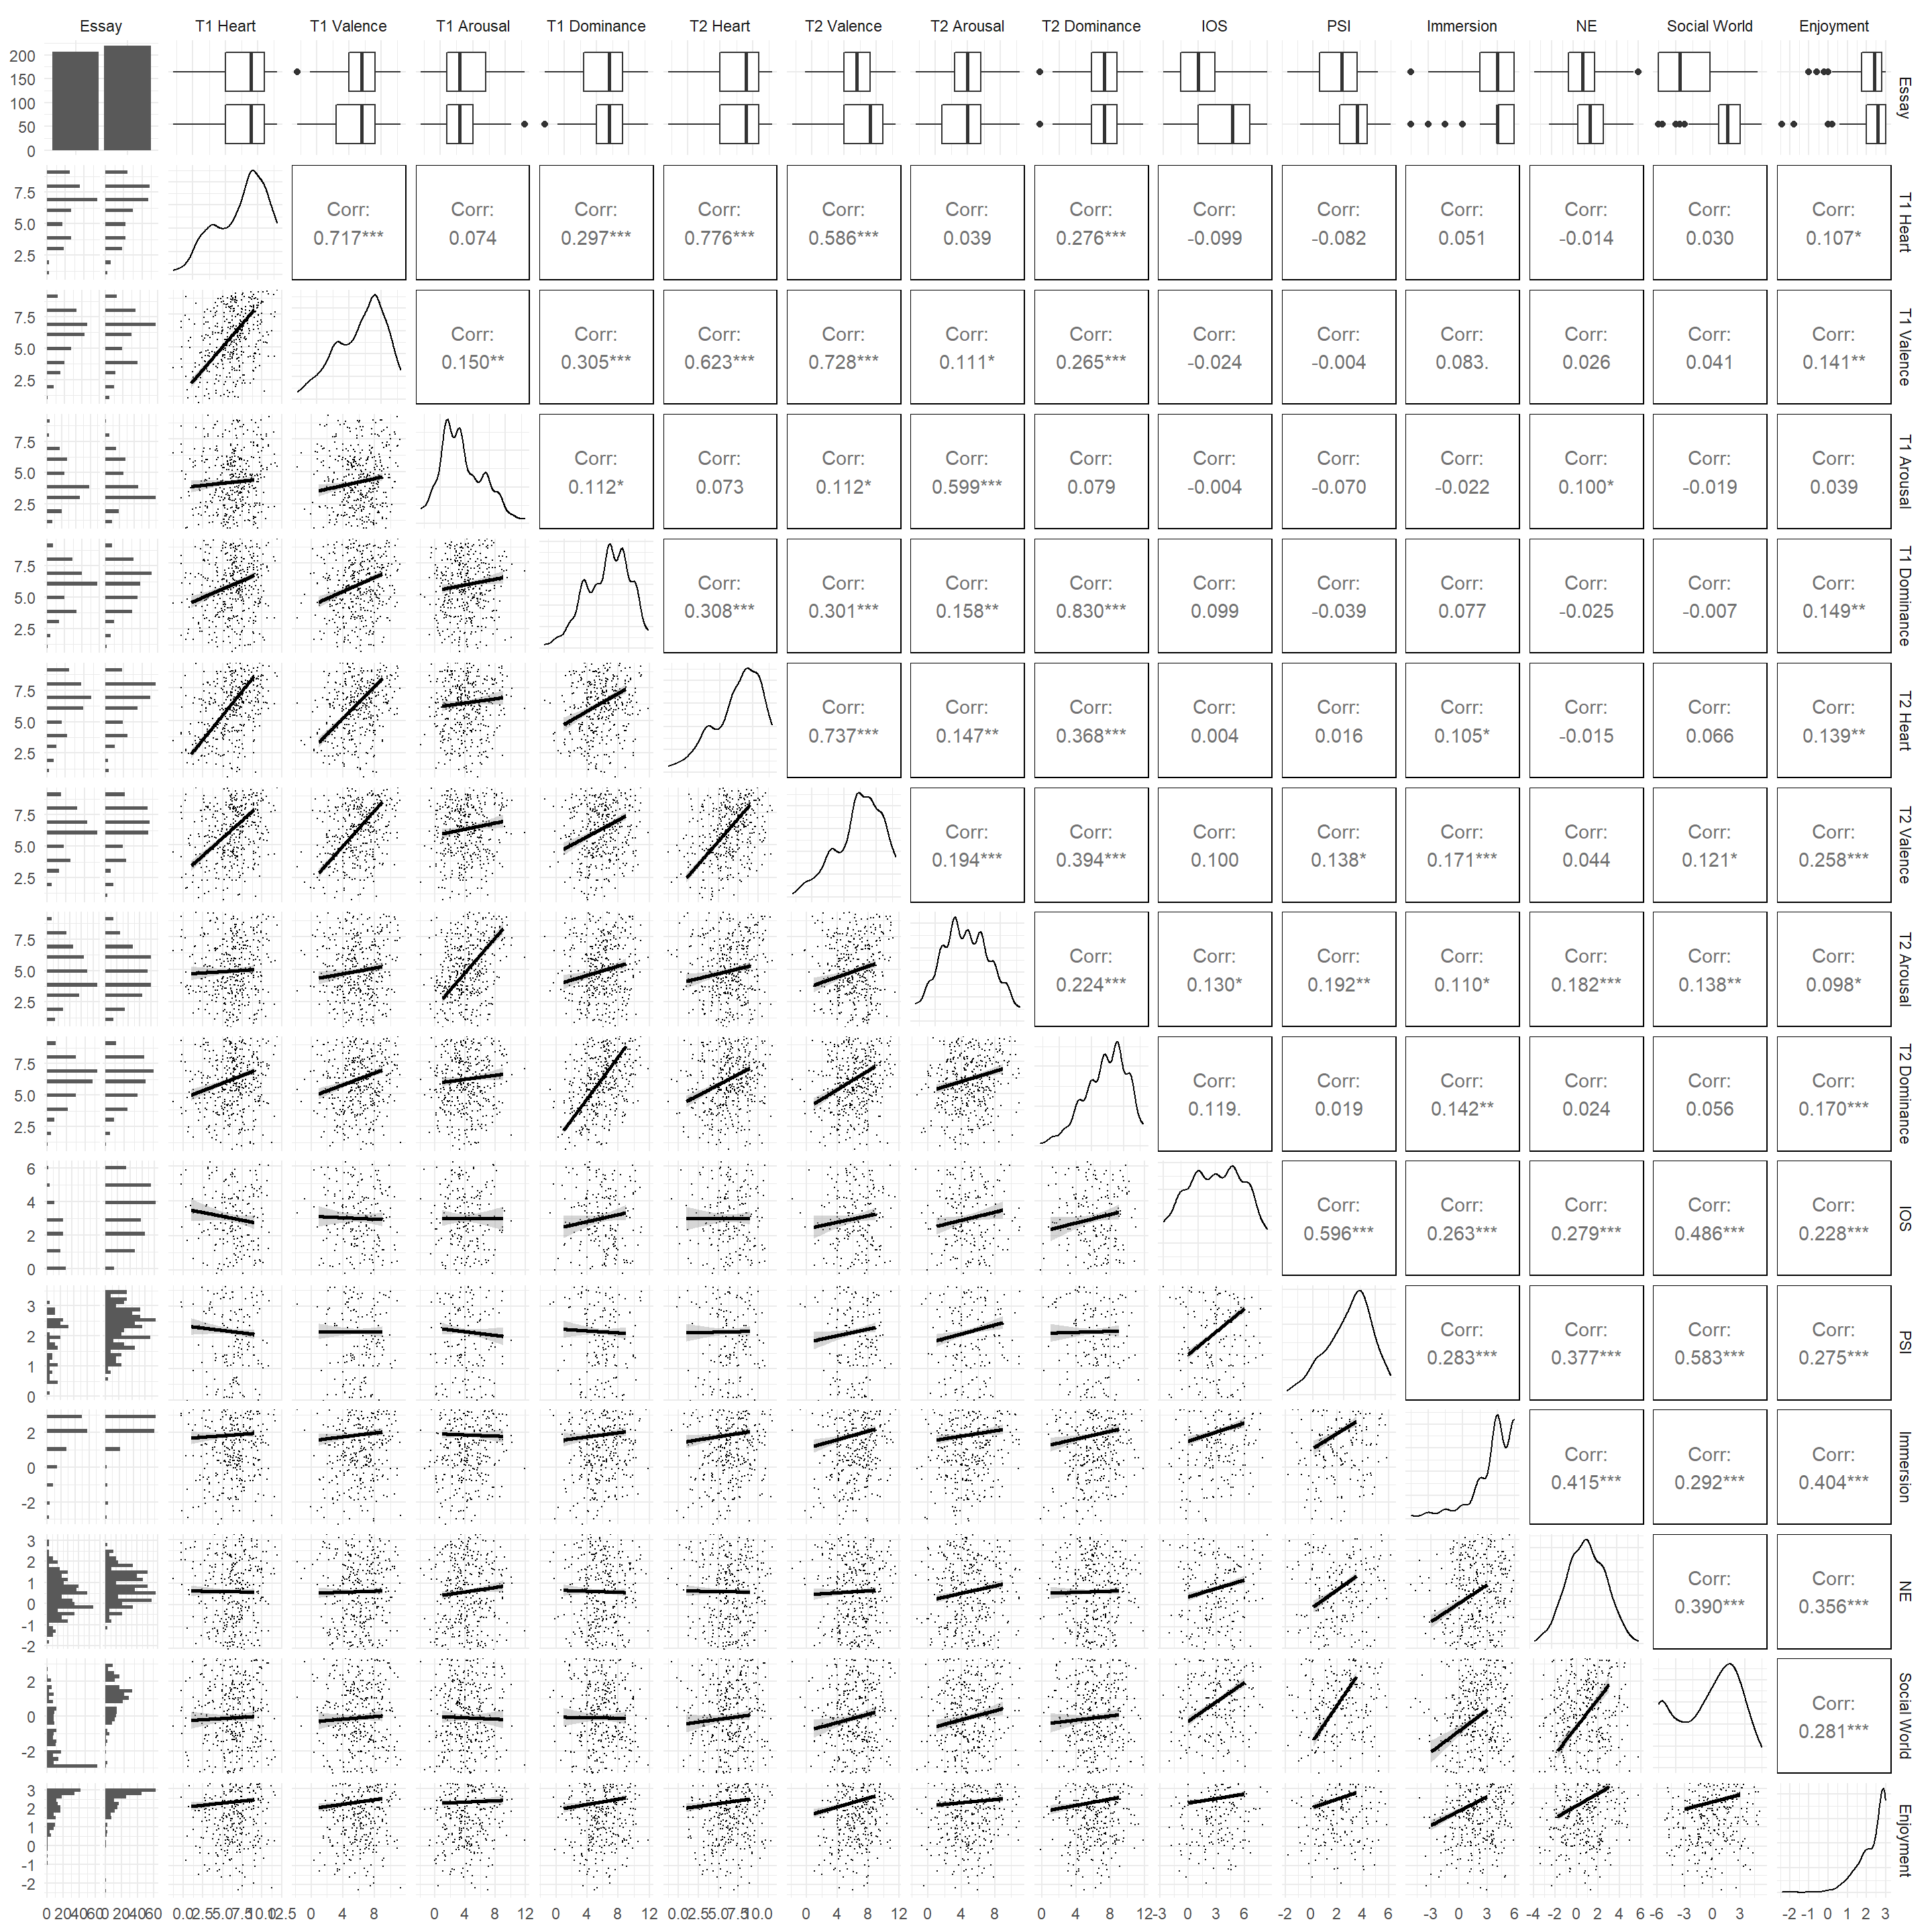 Essay T1 Heart T1 Valence T1 Arousal T1 Dominance T2 Heart T2 Valence T2 Arousal T2 Dominance IOS PSI Immersion NE Social World Enjoyment
200
150
100
50
0
Essay
Corr: Corr: Corr: Corr: Corr: Corr: Corr: Corr: Corr: Corr: Corr: Corr: Corr:
0.717*** 0.074 0.297*** 0.776*** 0.586*** 0.039 0.276*** -0.099 -0.082 0.051 -0.014 0.030 0.107*
7.5
5.0
2.5
T1 Heart
Corr: Corr: Corr: Corr: Corr: Corr: Corr: Corr: Corr: Corr: Corr: Corr:
0.150** 0.305*** 0.623*** 0.728*** 0.111* 0.265*** -0.024 -0.004 0.083. 0.026 0.041 0.141**
7.5
5.0
2.5
T1 Valence
Corr: Corr: Corr: Corr: Corr: Corr: Corr: Corr: Corr: Corr: Corr:
0.112* 0.073 0.112* 0.599*** 0.079 -0.004 -0.070 -0.022 0.100* -0.019 0.039
7.5
5.0
2.5
T1 Arousal
Corr: Corr: Corr: Corr: Corr: Corr: Corr: Corr: Corr: Corr:
0.308*** 0.301*** 0.158** 0.830*** 0.099 -0.039 0.077 -0.025 -0.007 0.149**
7.5
5.0
2.5
T1 Dominance
Corr: Corr: Corr: Corr: Corr: Corr: Corr: Corr: Corr:
0.737*** 0.147** 0.368*** 0.004 0.016 0.105* -0.015 0.066 0.139**
7.5
5.0
2.5
T2 Heart
Corr: Corr: Corr: Corr: Corr: Corr: Corr: Corr:
0.194*** 0.394*** 0.100 0.138* 0.171*** 0.044 0.121* 0.258***
7.5
5.0
2.5
T2 Valence
Corr: Corr: Corr: Corr: Corr: Corr: Corr:
0.224*** 0.130* 0.192** 0.110* 0.182*** 0.138** 0.098*
7.5
5.0
2.5
T2 Arousal
Corr: Corr: Corr: Corr: Corr: Corr:
0.119. 0.019 0.142** 0.024 0.056 0.170***
7.5
5.0
2.5
T2 Dominance
Corr: Corr: Corr: Corr: Corr:
0.596*** 0.263*** 0.279*** 0.486*** 0.228***
6
4
2
0
IOS
Corr: Corr: Corr: Corr:
0.283*** 0.377*** 0.583*** 0.275***
3
2
1
0
PSI
Corr: Corr: Corr:
0.415*** 0.292*** 0.404***
2
0
-2
Immersion
Corr: Corr:
0.390*** 0.356***
3
2
1
0
-1
-2
NE
Corr:
0.281***
2
0
-2
Social World
3
2
1
0
-1
-2
Enjoyment
0 204060 0 204060 0.02.55.07.510.012.5 0 4 8 0 4 8 12 0 4 8 12 0.02.55.07.510.0 0 4 8 12 0 4 8 12 0 4 8 12 -3 0 3 6 -2 0 2 4 6 -3 0 3 6 -4 -2 0 2 4 6 -6 -3 0 3 -2 -1 0 1 2 3